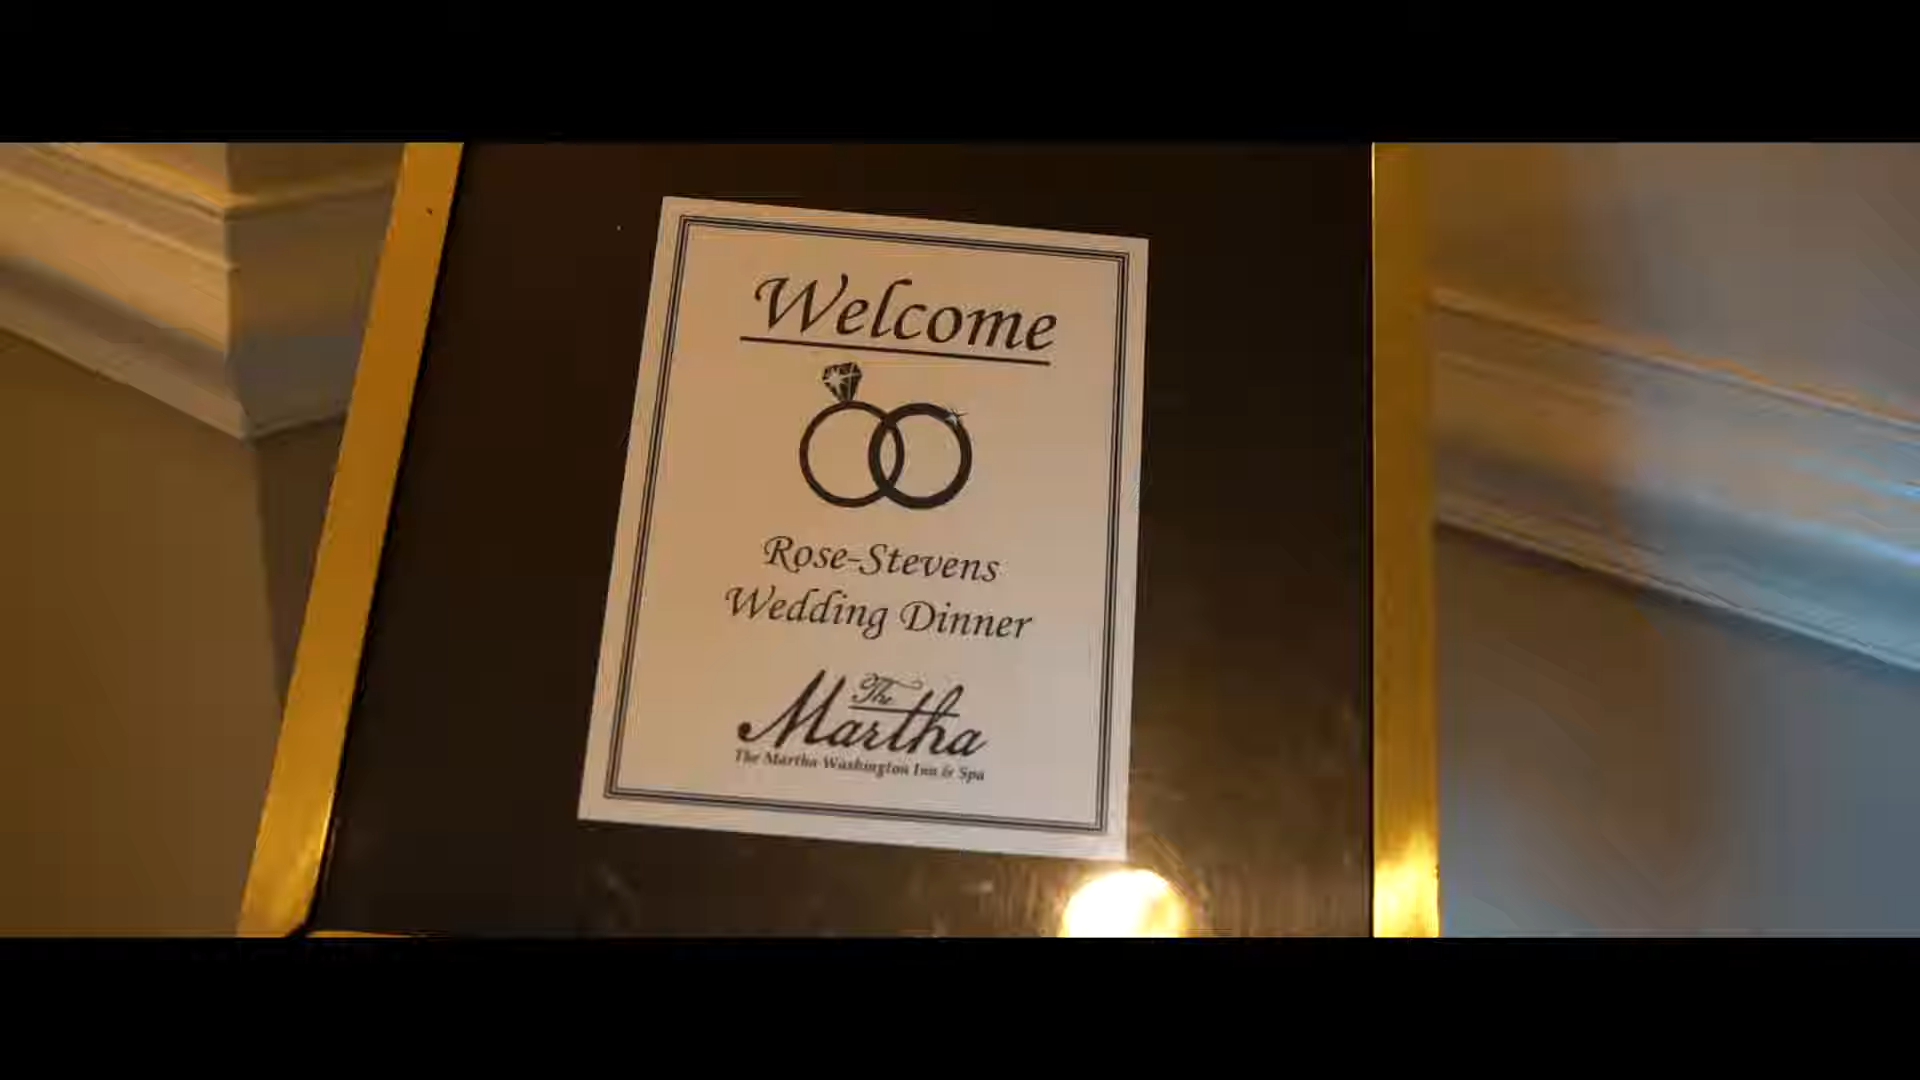 Welcome
Rose-Stevens
Wedding Dinner
The
Martha
The Martha Washington Inn & Spa